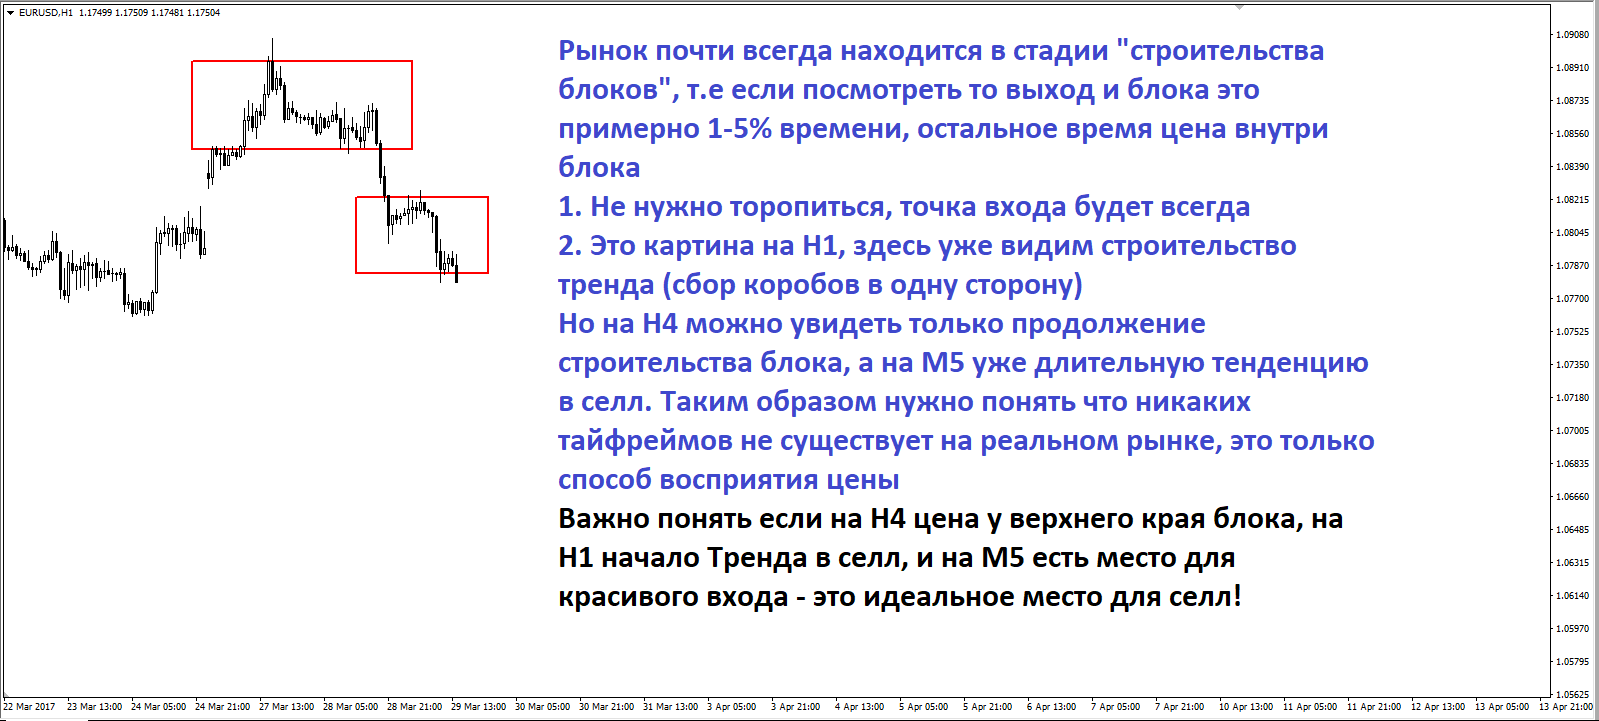 EURUSD,H1 1.17499 1.17509 1.17481 1.17504
Рынок почти всегда находится в стадии "строительства
блоков", т.е если посмотреть то выход и блока это
примерно 1-5% времени, остальное время цена внутри
блока
1. Не нужно торопиться, точка входа будет всегда
2. Это картина на H1, здесь уже видим строительство
тренда (сбор коробов в одну сторону)
Но на H4 можно увидеть только продолжение
строительства блока, а на M5 уже длительную тенденцию
в селл. Таким образом нужно понять что никаких
тайфреймов не существует на реальном рынке, это только
способ восприятия цены
Важно понять если на H4 цена у верхнего края блока, на
H1 начало Тренда в селл, и на M5 есть место для
красивого входа - это идеальное место для селл!
1.09080
1.08910
1.08735
1.08560
1.08390
1.08215
1.08045
1.07870
1.07700
1.07525
1.07350
1.07180
1.07005
1.06835
1.06660
1.06485
1.06315
1.06140
1.05970
1.05795
1.05625
22 Mar 2017 23 Mar 13:00 24 Mar 05:00 24 Mar 21:00 27 Mar 13:00 28 Mar 05:00 28 Mar 21:00 29 Mar 13:00 30 Mar 05:00 30 Mar 21:00 31 Mar 13:00 3 Apr 05:00 3 Apr 21:00 4 Apr 13:00 5 Apr 05:00 5 Apr 21:00 6 Apr 13:00 7 Apr 05:00 7 Apr 21:00 10 Apr 13:00 11 Apr 05:00 11 Apr 21:00 12 Apr 13:00 13 Apr 05:00 13 Apr 21:00